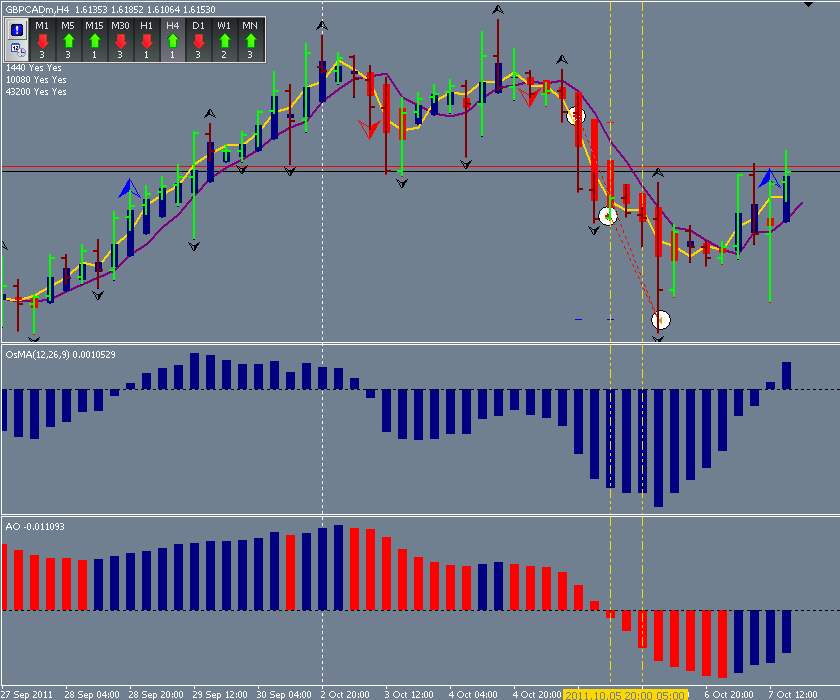 GBPCADm,H4 1.61353 1.61852 1.61064 1.61530
M1 M5 M15 M30 H1 H4 D1 W1 MN
3 3 1 3 1 1 3 2 3
1440 Yes Yes
10080 Yes Yes
43200 Yes Yes
OsMA(12,26,9) 0.0010529
AO -0.011093
27 Sep 2011 28 Sep 04:00 28 Sep 20:00 29 Sep 12:00 30 Sep 04:00 2 Oct 20:00 3 Oct 12:00 4 Oct 04:00 4 Oct 20:00 2011.10.05 20:00 05:00 6 Oct 20:00 7 Oct 12:00